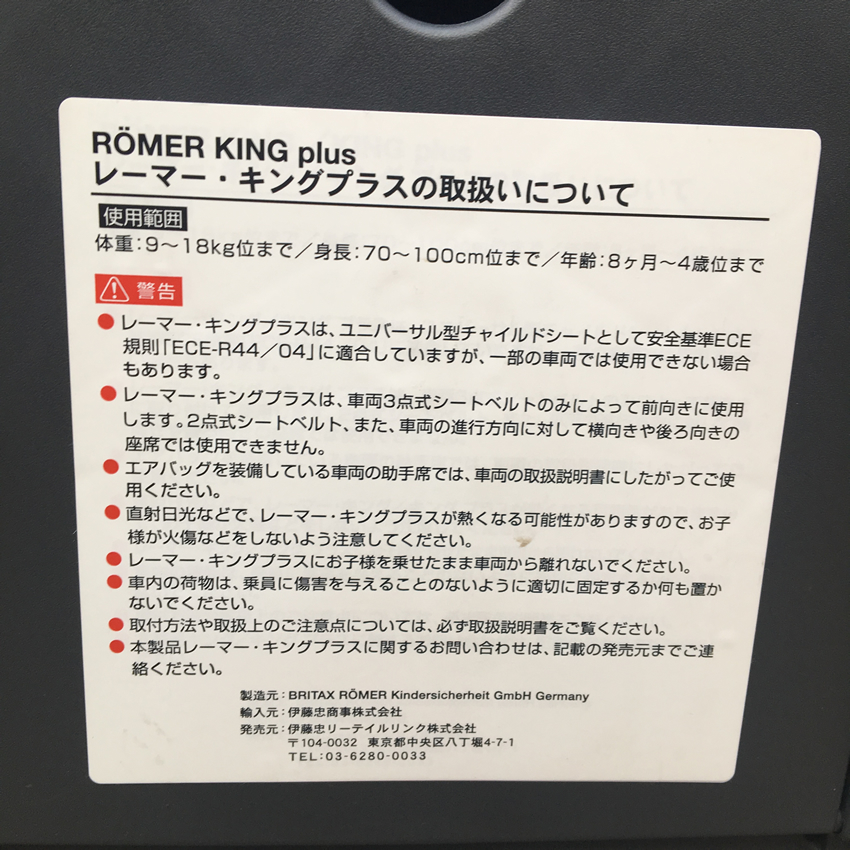 RÖMER KING plus
レーマー・キングプラスの取扱いについて
使用範囲
体重:9〜18kg位まで／身長:70〜100cm位まで／年齢:8ヶ月〜4歳位まで
警告
●レーマー・キングプラスは、ユニバーサル型チャイルドシートとして安全基準ECE
規則「ECE-R44／04」に適合していますが、一部の車両では使用できない場合
もあります。
●レーマー・キングプラスは、車両3点式シートベルトのみによって前向きに使用
します。2点式シートベルト、また、車両の進行方向に対して横向きや後ろ向きの
座席では使用できません。
●エアバッグを装備している車両の助手席では、車両の取扱説明書にしたがってご使
用ください。
●直射日光などで、レーマー・キングプラスが熱くなる可能性がありますので、お子
様が火傷などをしないよう注意してください。
●レーマー・キングプラスにお子様を乗せたまま車両から離れないでください。
●車内の荷物は、乗員に傷害を与えることのないように適切に固定するか何も置か
ないでください。
●取付方法や取扱上のご注意点については、必ず取扱説明書をご覧ください。
●本製品レーマー・キングプラスに関するお問い合わせは、記載の発売元までご連
絡ください。
製造元:BRITAX RÖMER Kindersicherheit GmbH Germany
輸入元:伊藤忠商事株式会社
発売元:伊藤忠リーテイルリンク株式会社
〒104-0032 東京都中央区八丁堀4-7-1
TEL:03-6280-0033